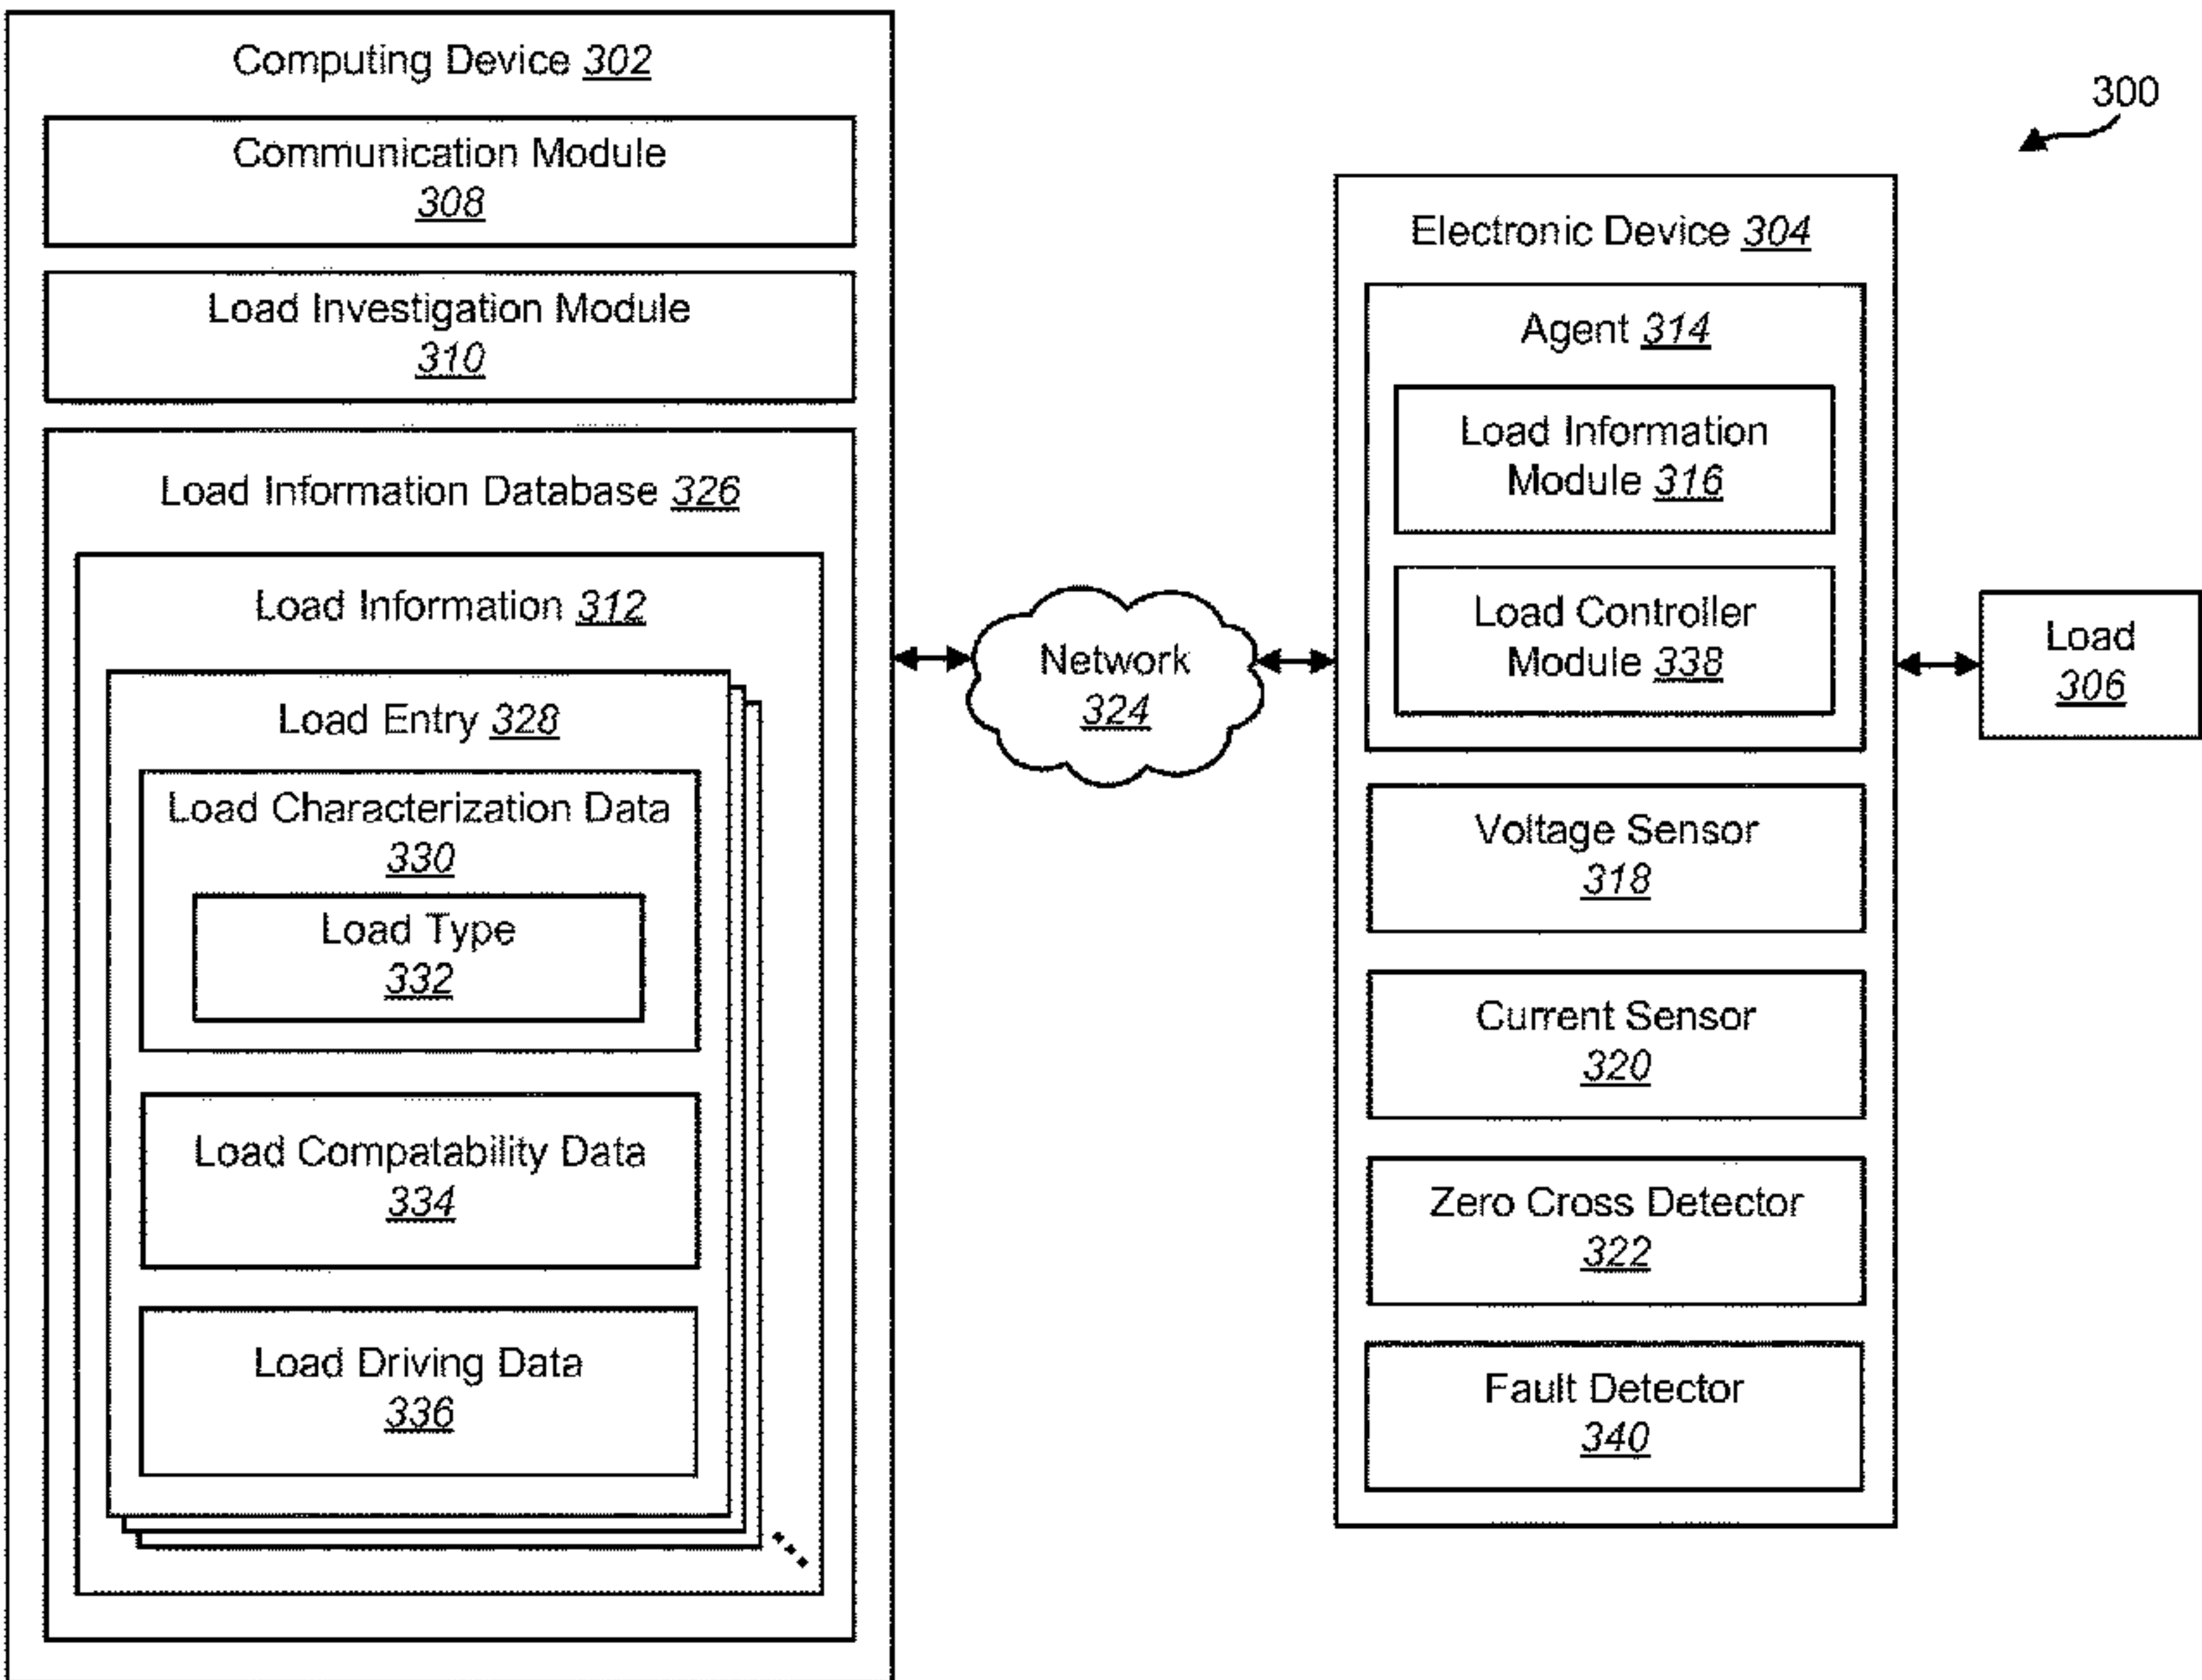 Computing Device 302
Communication Module
308
Load Investigation Module
310
Load Information Database 326
Load Information 312
Load Entry 328
Load Characterization Data
330
Load Type
332
Load Compatability Data
334
Load Driving Data
336
Network
324
300
Electronic Device 304
Agent 314
Load Information
Module 316
Load Controller
Module 338
Voltage Sensor
318
Current Sensor
320
Zero Cross Detector
322
Fault Detector
340
Load
306